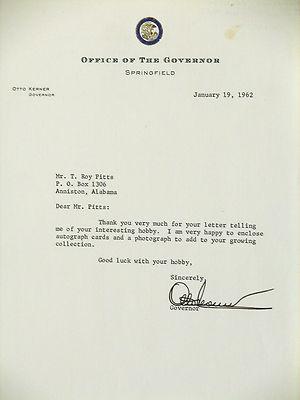 OFFICE OF THE GOVERNOR
SPRINGFIELD
OTTO KERNER
GOVERNOR
January 19, 1962
Mr. T. Roy Pitts
P. O. Box 1306
Anniston, Alabama
Dear Mr. Pitts:
Thank you very much for your letter telling
me of your interesting hobby. I am very happy to enclose
autograph cards and a photograph to add to your growing
collection.
Good luck with your hobby,
Sincerely,
Governor